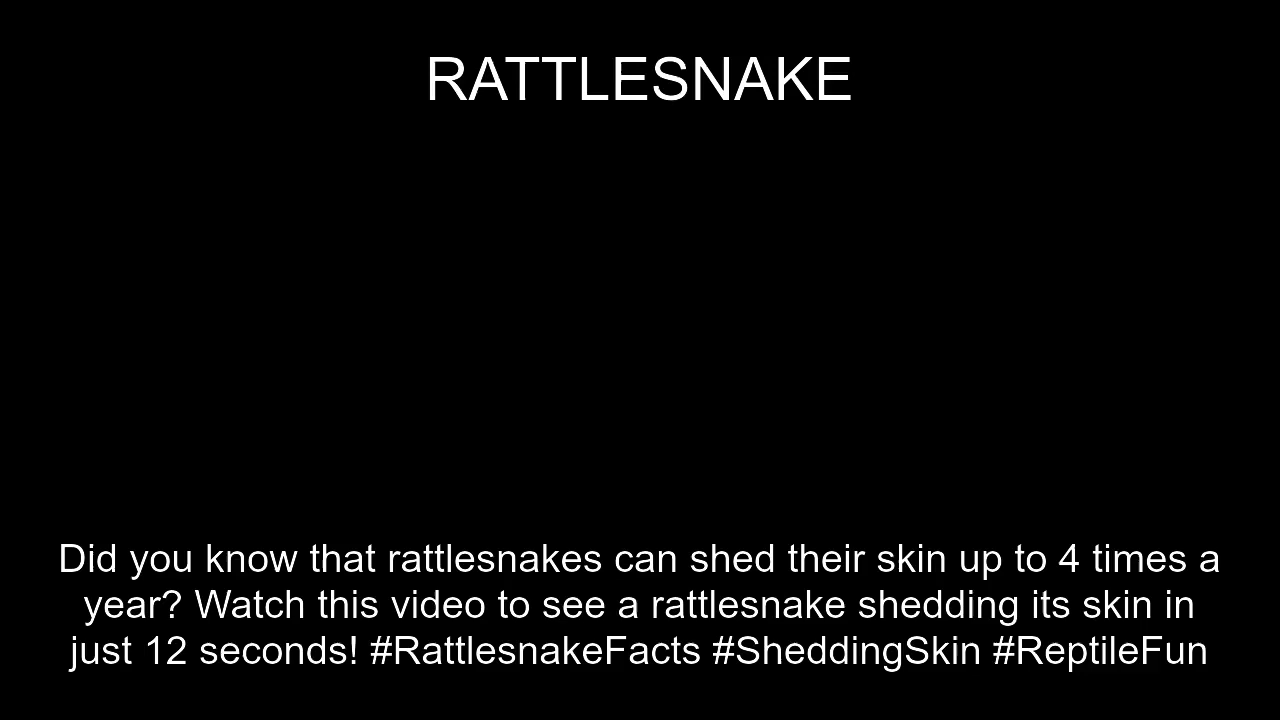 RATTLESNAKE
Did you know that rattlesnakes can shed their skin up to 4 times a
year? Watch this video to see a rattlesnake shedding its skin in
just 12 seconds! #RattlesnakeFacts #SheddingSkin #ReptileFun